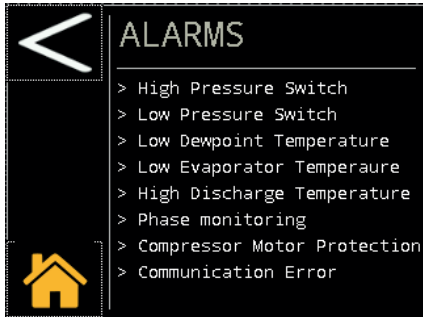 ALARMS
> High Pressure Switch
> Low Pressure Switch
> Low Dewpoint Temperature
> Low Evaporator Temperaure
> High Discharge Temperature
> Phase monitoring
> Compressor Motor Protection
> Communication Error